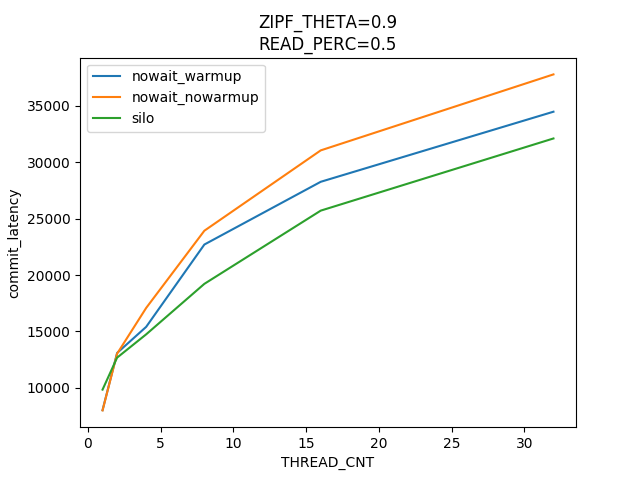 ZIPF_THETA=0.9
READ_PERC=0.5
nowait_warmup
nowait_nowarmup
silo
commit_latency
35000
30000
25000
20000
15000
10000
0 5 10 15 20 25 30
THREAD_CNT